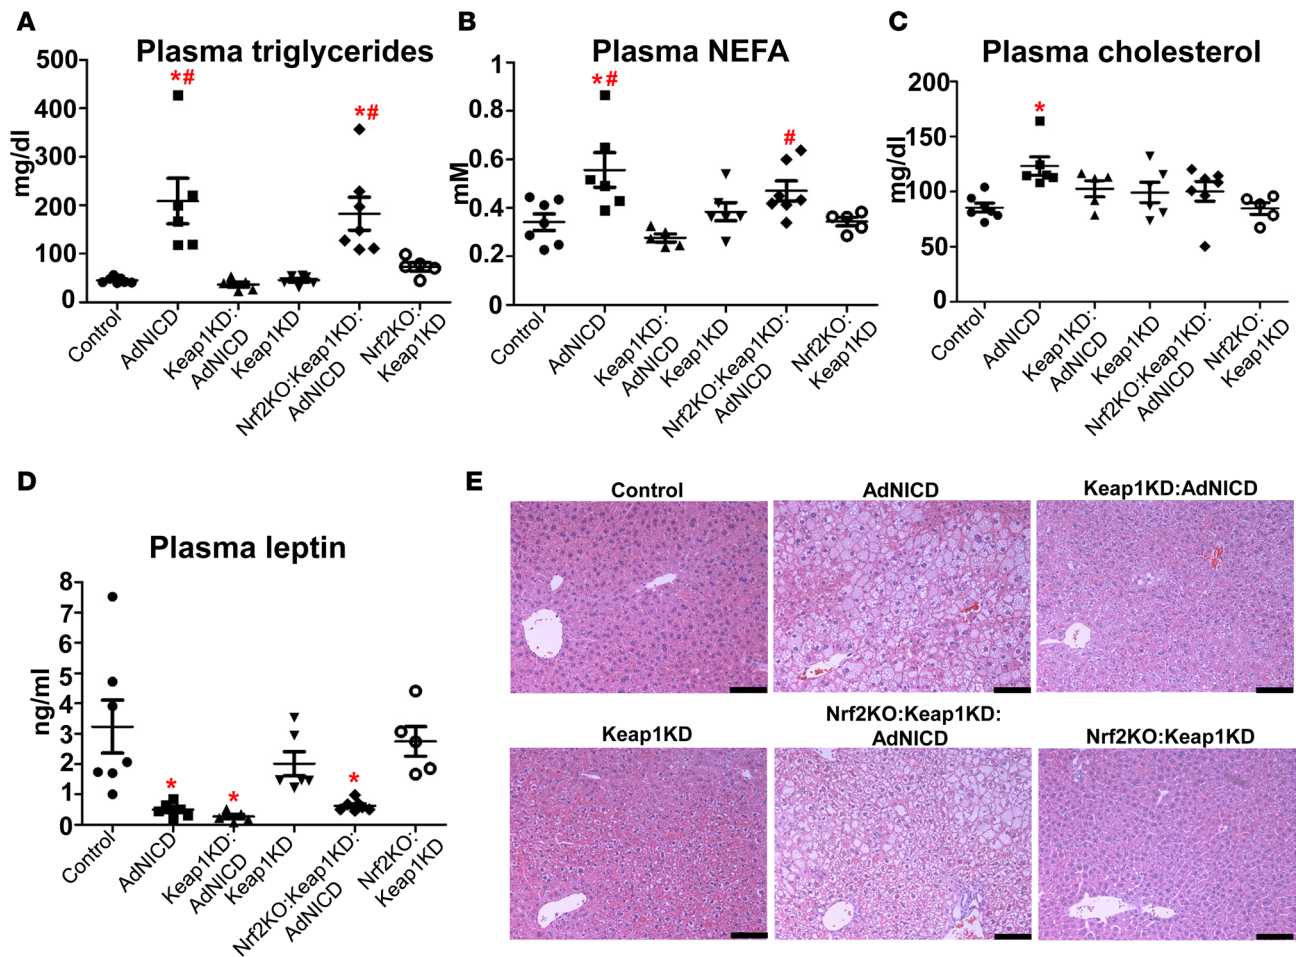 A
Plasma triglycerides
*#
*#
500
400
300
200
100
0
mg/dl
Control
AdNICD
Keap1KD:
AdNICD
Keap1KD
Nrf2KO:Keap1KD:
AdNICD
Nrf2KO:
Keap1KD
B
Plasma NEFA
*#
#
1
0.8
0.6
0.4
0.2
0
mM
Control
AdNICD
Keap1KD:
AdNICD
Keap1KD
Nrf2KO:Keap1KD:
AdNICD
Nrf2KO:
Keap1KD
C
Plasma cholesterol
*
200
150
100
50
0
mg/dl
Control
AdNICD
Keap1KD:
AdNICD
Keap1KD
Nrf2KO:Keap1KD:
AdNICD
Nrf2KO:
Keap1KD
D
Plasma leptin
8
7
6
5
4
3
2
1
0
ng/ml
*
*
*
Control
AdNICD
Keap1KD:
AdNICD
Keap1KD
Nrf2KO:Keap1KD:
AdNICD
Nrf2KO:
Keap1KD
E
Control
AdNICD
Keap1KD:AdNICD
Keap1KD
Nrf2KO:Keap1KD:
AdNICD
Nrf2KO:Keap1KD